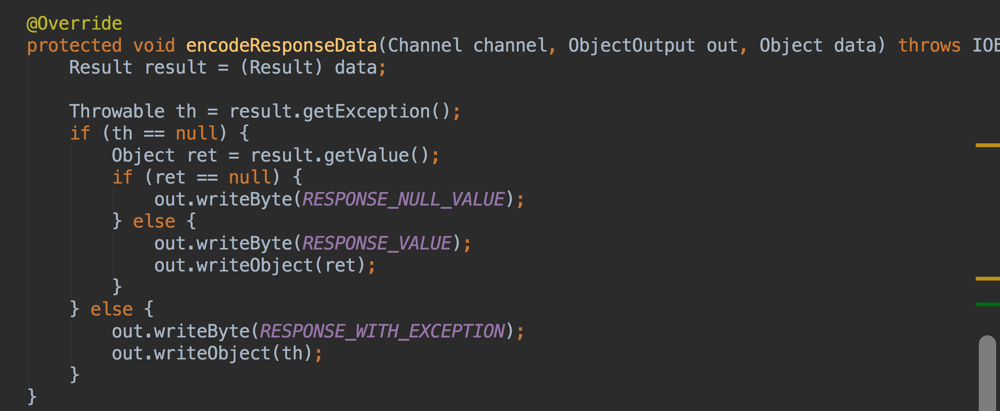 @Override
protected void encodeResponseData(Channel channel, ObjectOutput out, Object data) throws IOE
Result result = (Result) data;
Throwable th = result.getException();
if (th == null) {
Object ret = result.getValue();
if (ret == null) {
out.writeByte(RESPONSE_NULL_VALUE);
} else {
out.writeByte(RESPONSE_VALUE);
out.writeObject(ret);
}
} else {
out.writeByte(RESPONSE_WITH_EXCEPTION);
out.writeObject(th);
}
}